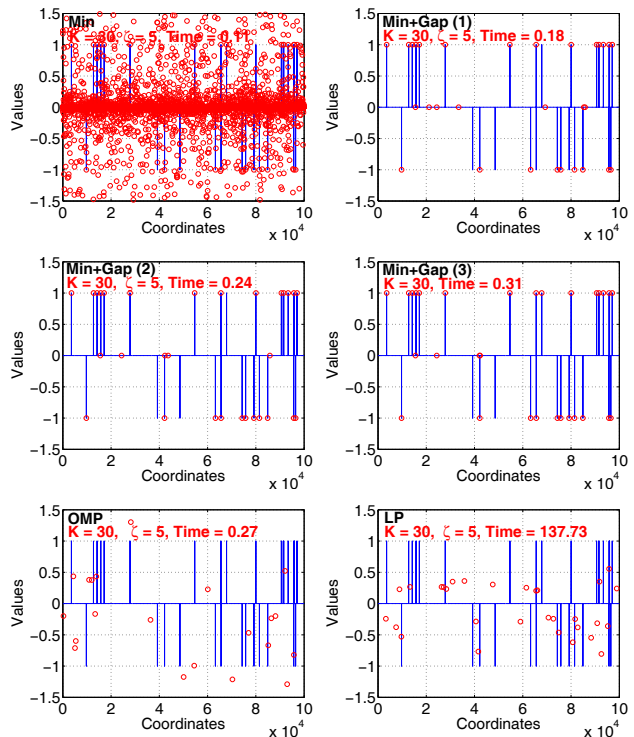 Min
K = 30, ζ = 5, Time = 0.11
1.5
1
0.5
0
−0.5
−1
−1.5
Values
0 2 4 6 8 10
Coordinates
x 10^4
Min+Gap (1)
K = 30, ζ = 5, Time = 0.18
1.5
1
0.5
0
−0.5
−1
−1.5
Values
0 2 4 6 8 10
Coordinates
x 10^4
Min+Gap (2)
K = 30, ζ = 5, Time = 0.24
1.5
1
0.5
0
−0.5
−1
−1.5
Values
0 2 4 6 8 10
Coordinates
x 10^4
Min+Gap (3)
K = 30, ζ = 5, Time = 0.31
1.5
1
0.5
0
−0.5
−1
−1.5
Values
0 2 4 6 8 10
Coordinates
x 10^4
OMP
K = 30, ζ = 5, Time = 0.27
1.5
1
0.5
0
−0.5
−1
−1.5
Values
0 2 4 6 8 10
Coordinates
x 10^4
LP
K = 30, ζ = 5, Time = 137.73
1.5
1
0.5
0
−0.5
−1
−1.5
Values
0 2 4 6 8 10
Coordinates
x 10^4